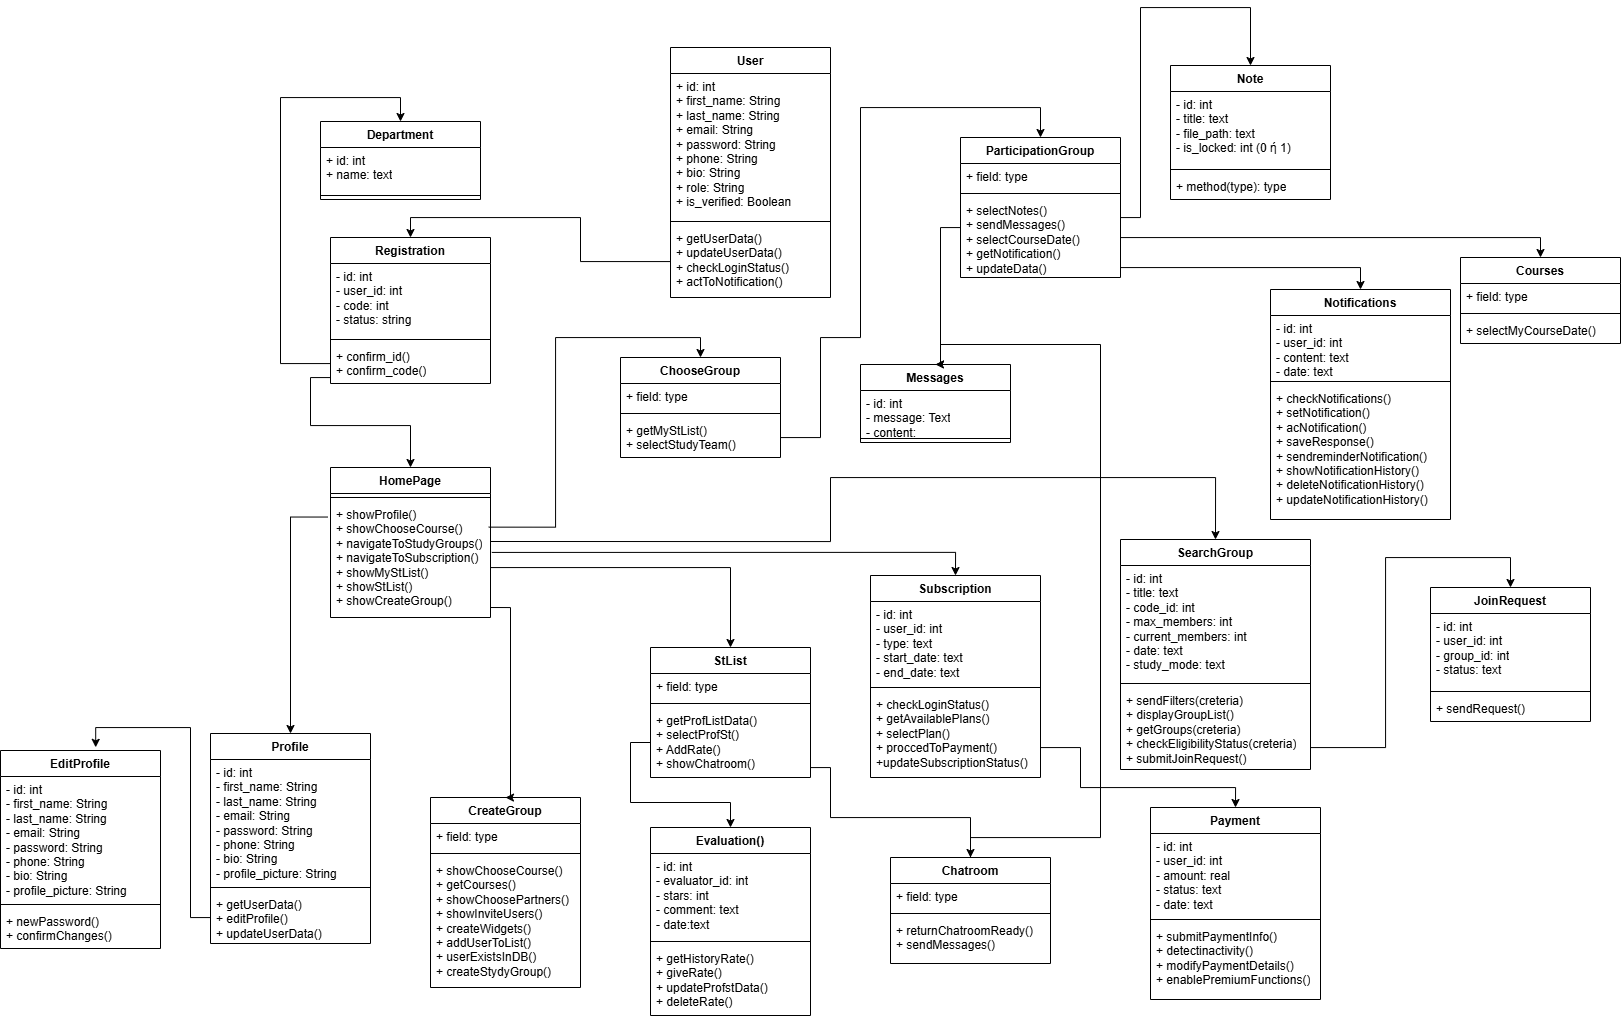 User
+ id: int
+ first_name: String
+ last_name: String
+ email: String
+ password: String
+ phone: String
+ bio: String
+ role: String
+ is_verified: Boolean
+ getUserData()
+ updateUserData()
+ checkLoginStatus()
+ actToNotification()
Note
- id: int
- title: text
- file_path: text
- is_locked: int (0 ή 1)
+ method(type): type
Department
+ id: int
+ name: text
ParticipationGroup
+ field: type
+ selectNotes()
+ sendMessages()
+ selectCourseDate()
+ getNotification()
+ updateData()
Registration
- id: int
- user_id: int
- code: int
- status: string
+ confirm_id()
+ confirm_code()
Courses
+ field: type
+ selectMyCourseDate()
Notifications
- id: int
- user_id: int
- content: text
- date: text
+ checkNotifications()
+ setNotification()
+ acNotification()
+ saveResponse()
+ sendreminderNotification()
+ showNotificationHistory()
+ deleteNotificationHistory()
+ updateNotificationHistory()
ChooseGroup
+ field: type
+ getMyStList()
+ selectStudyTeam()
Messages
- id: int
- message: Text
- content:
HomePage
+ showProfile()
+ showChooseCourse()
+ navigateToStudyGroups()
+ navigateToSubscription()
+ showMyStList()
+ showStList()
+ showCreateGroup()
SearchGroup
- id: int
- title: text
- code_id: int
- max_members: int
- current_members: int
- date: text
- study_mode: text
+ sendFilters(creteria)
+ displayGroupList()
+ getGroups(creteria)
+ checkEligibilityStatus(creteria)
+ submitJoinRequest()
Subscription
- id: int
- user_id: int
- type: text
- start_date: text
- end_date: text
+ checkLoginStatus()
+ getAvailablePlans()
+ selectPlan()
+ proccedToPayment()
+updateSubscriptionStatus()
JoinRequest
- id: int
- user_id: int
- group_id: int
- status: text
+ sendRequest()
StList
+ field: type
+ getProfListData()
+ selectProfSt()
+ AddRate()
+ showChatroom()
Profile
- id: int
- first_name: String
- last_name: String
- email: String
- password: String
- phone: String
- bio: String
- profile_picture: String
+ getUserData()
+ editProfile()
+ updateUserData()
EditProfile
- id: int
- first_name: String
- last_name: String
- email: String
- password: String
- phone: String
- bio: String
- profile_picture: String
+ newPassword()
+ confirmChanges()
CreateGroup
+ field: type
+ showChooseCourse()
+ getCourses()
+ showChoosePartners()
+ showInviteUsers()
+ createWidgets()
+ addUserToList()
+ userExistsInDB()
+ createStydyGroup()
Evaluation()
- id: int
- evaluator_id: int
- stars: int
- comment: text
- date:text
+ getHistoryRate()
+ giveRate()
+ updateProfstData()
+ deleteRate()
Chatroom
+ field: type
+ returnChatroomReady()
+ sendMessages()
Payment
- id: int
- user_id: int
- amount: real
- status: text
- date: text
+ submitPaymentInfo()
+ detectinactivity()
+ modifyPaymentDetails()
+ enablePremiumFunctions()